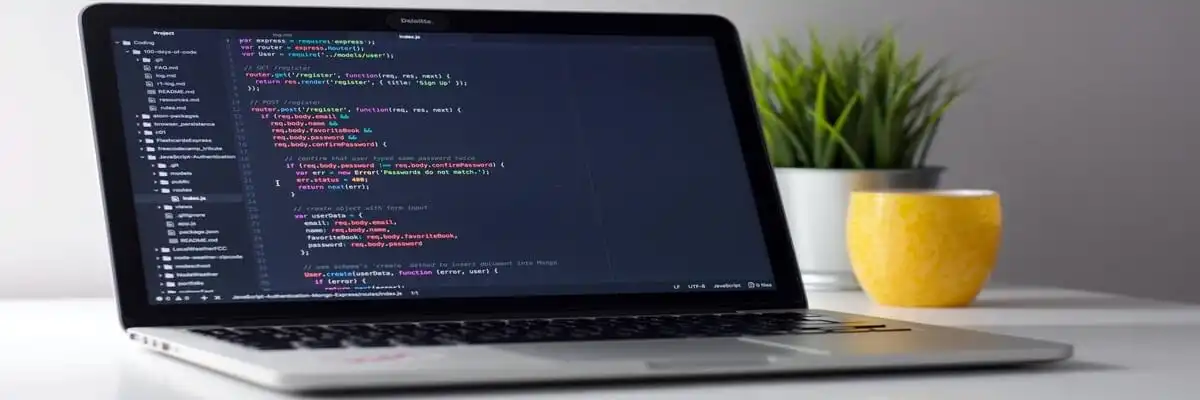 Deloitte
Project
index.js
Coding
100-days-of-code
.git
FAQ.md
log.md
r1-log.md
README.md
resources.md
rules.md
atom-packages
browser_persistence
c01
FlashcardsExpress
freecodecamp_tribute
JavaScript-Authentication
.git
models
public
routes
index.js
views
.gitignore
app.js
package.json
README.md
LocalWeatherFCC
node-weather-zipcode
nodeschool
NodeWeather
portfolio
var express = require('express');
var router = express.Router();
var User = require('../models/user');
// GET /register
router.get('/register', function(req, res, next) {
return res.render('register', { title: 'Sign Up' });
});
// POST /register
router.post('/register', function(req, res, next) {
if (req.body.email &&
req.body.name &&
req.body.favoriteBook &&
req.body.password &&
req.body.confirmPassword) {
// confirm that user typed same password twice
if (req.body.password !== req.body.confirmPassword) {
var err = new Error('Passwords do not match.');
err.status = 400;
return next(err);
}
// create object with form input
var userData = {
email: req.body.email,
name: req.body.name,
favoriteBook: req.body.favoriteBook,
password: req.body.password
};
// use schema's 'create' method to insert document into Mongo
User.create(userData, function (error, user) {
if (error) {
return next(error);
JavaScript-Authentication-Mongo-Express/routes/index.js 1:1
LF UTF-8 JavaScript 0 files